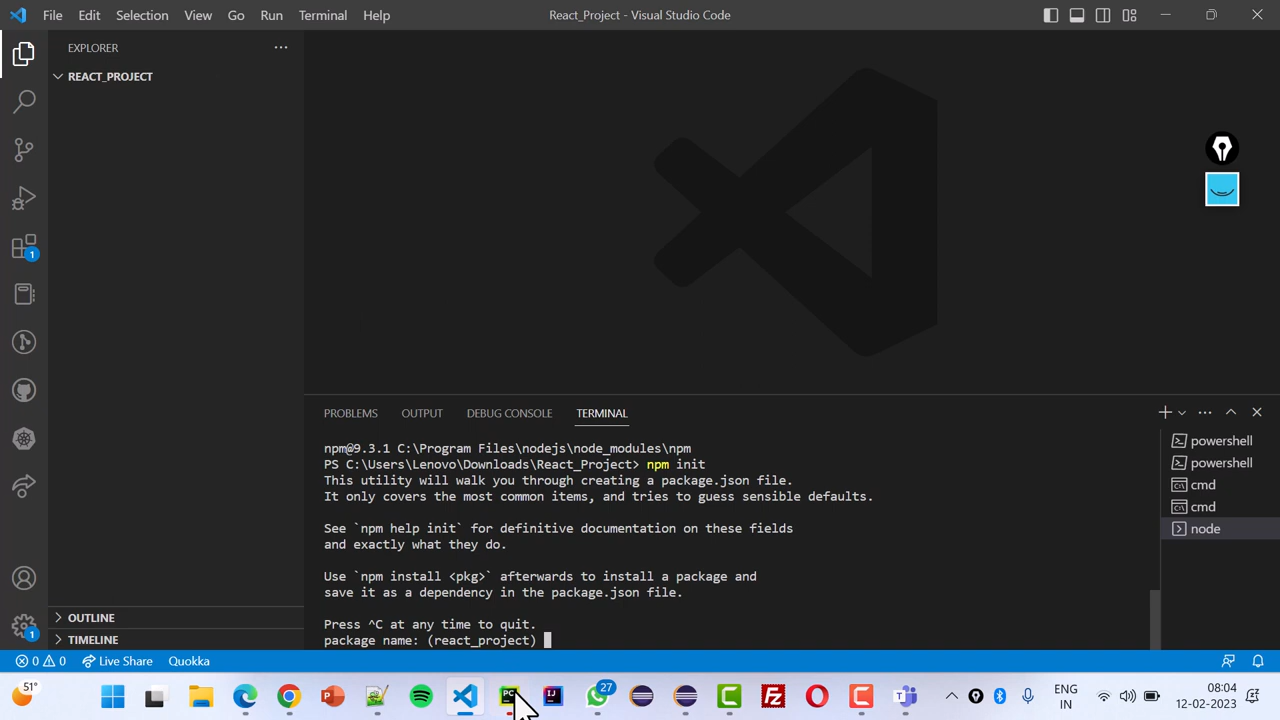 File Edit Selection View Go Run Terminal Help
React_Project - Visual Studio Code
EXPLORER
REACT_PROJECT
1
OUTLINE
TIMELINE
1
PROBLEMS OUTPUT DEBUG CONSOLE TERMINAL
npm@9.3.1 C:\Program Files\nodejs\node_modules\npm
PS C:\Users\Lenovo\Downloads\React_Project> npm init
This utility will walk you through creating a package.json file.
It only covers the most common items, and tries to guess sensible defaults.
See `npm help init` for definitive documentation on these fields
and exactly what they do.
Use `npm install <pkg>` afterwards to install a package and
save it as a dependency in the package.json file.
Press ^C at any time to quit.
package name: (react_project)
powershell
powershell
cmd
cmd
node
0 0 Live Share Quokka
51°
PC
IJ
27
ENG
IN
08:04
12-02-2023